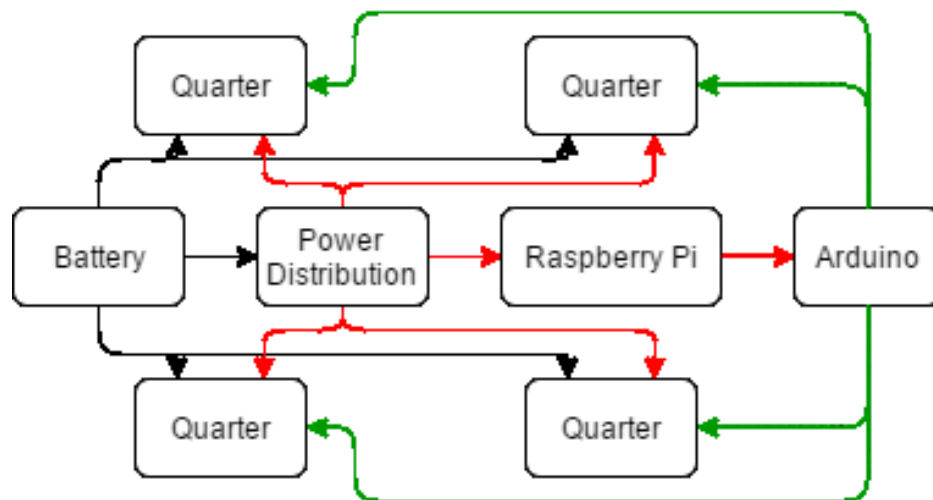 Quarter
Quarter
Battery
Power
Distribution
Raspberry Pi
Arduino
Quarter
Quarter